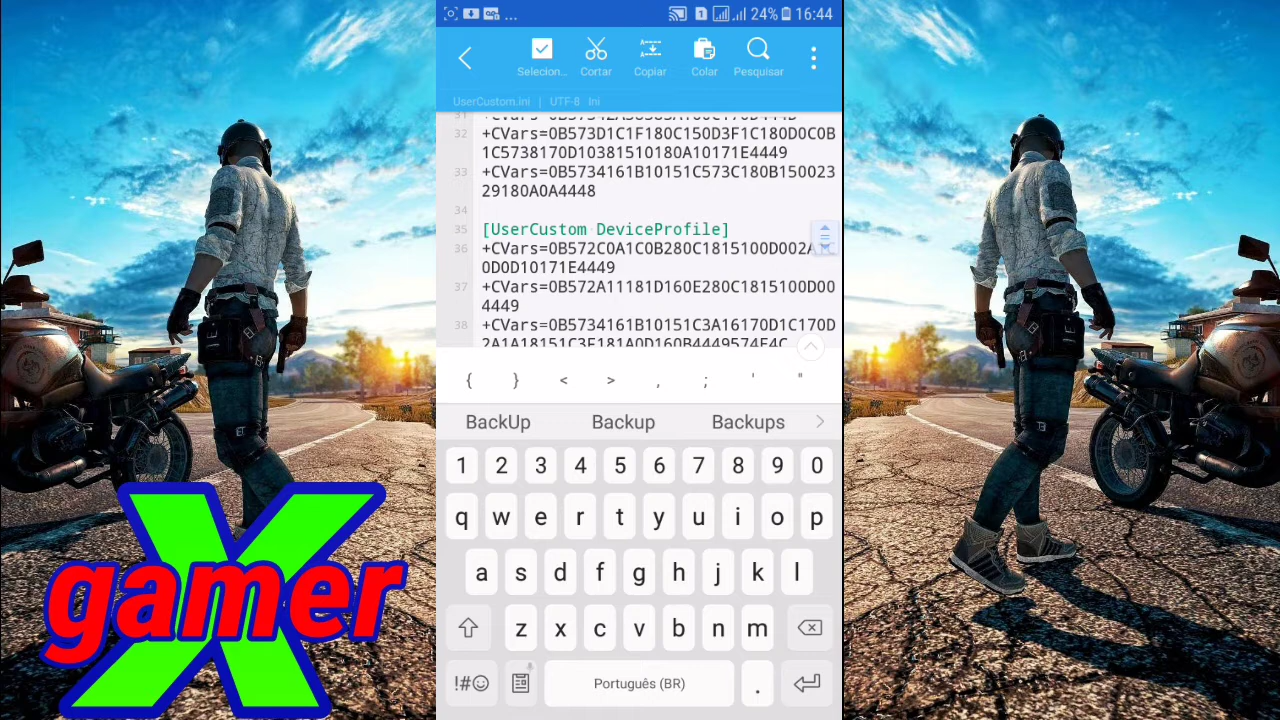 ... 24% 16:44
Selecion... Cortar Copiar Colar Pesquisar
UserCustom.ini | UTF-8 Ini
32 +CVars=0B573D1C1F180C150D3F1C180D0C0B
1C5738170D10381510180A10171E4449
33 +CVars=0B5734161B10151C573C180B150023
29180A0A4448
34
35 [UserCustom DeviceProfile]
36 +CVars=0B572C0A1C0B280C1815100D002A1C
0D0D10171E4449
37 +CVars=0B572A11181D160E280C1815100D00
4449
38 +CVars=0B5734161B10151C3A16170D1C170D
2A1A18151C3F181A0D160B4449574F4C
{ } < > , ; ' "
BackUp Backup Backups
1 2 3 4 5 6 7 8 9 0
q w e r t y u i o p
a s d f g h j k l
z x c v b n m
!#☺ Português (BR) .
X
gamer